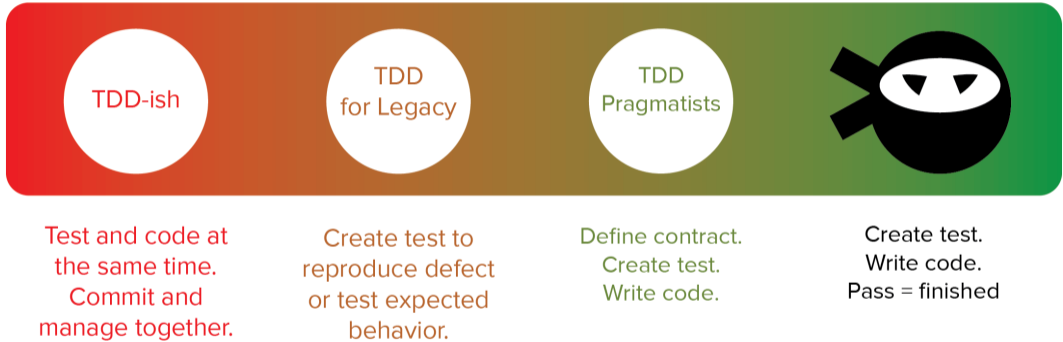 TDD-ish
TDD
for Legacy
TDD
Pragmatists
Test and code at
the same time.
Commit and
manage together.
Create test to
reproduce defect
or test expected
behavior.
Define contract.
Create test.
Write code.
Create test.
Write code.
Pass = finished